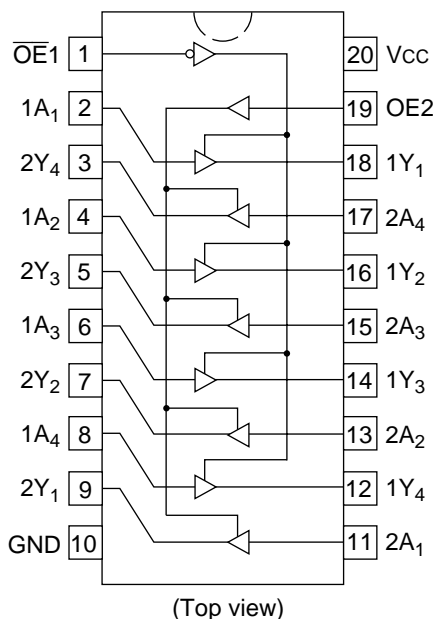 O̅E̅1 1 20 VCC
1A₁ 2 19 OE2
2Y₄ 3 18 1Y₁
1A₂ 4 17 2A₄
2Y₃ 5 16 1Y₂
1A₃ 6 15 2A₃
2Y₂ 7 14 1Y₃
1A₄ 8 13 2A₂
2Y₁ 9 12 1Y₄
GND 10 11 2A₁
(Top view)